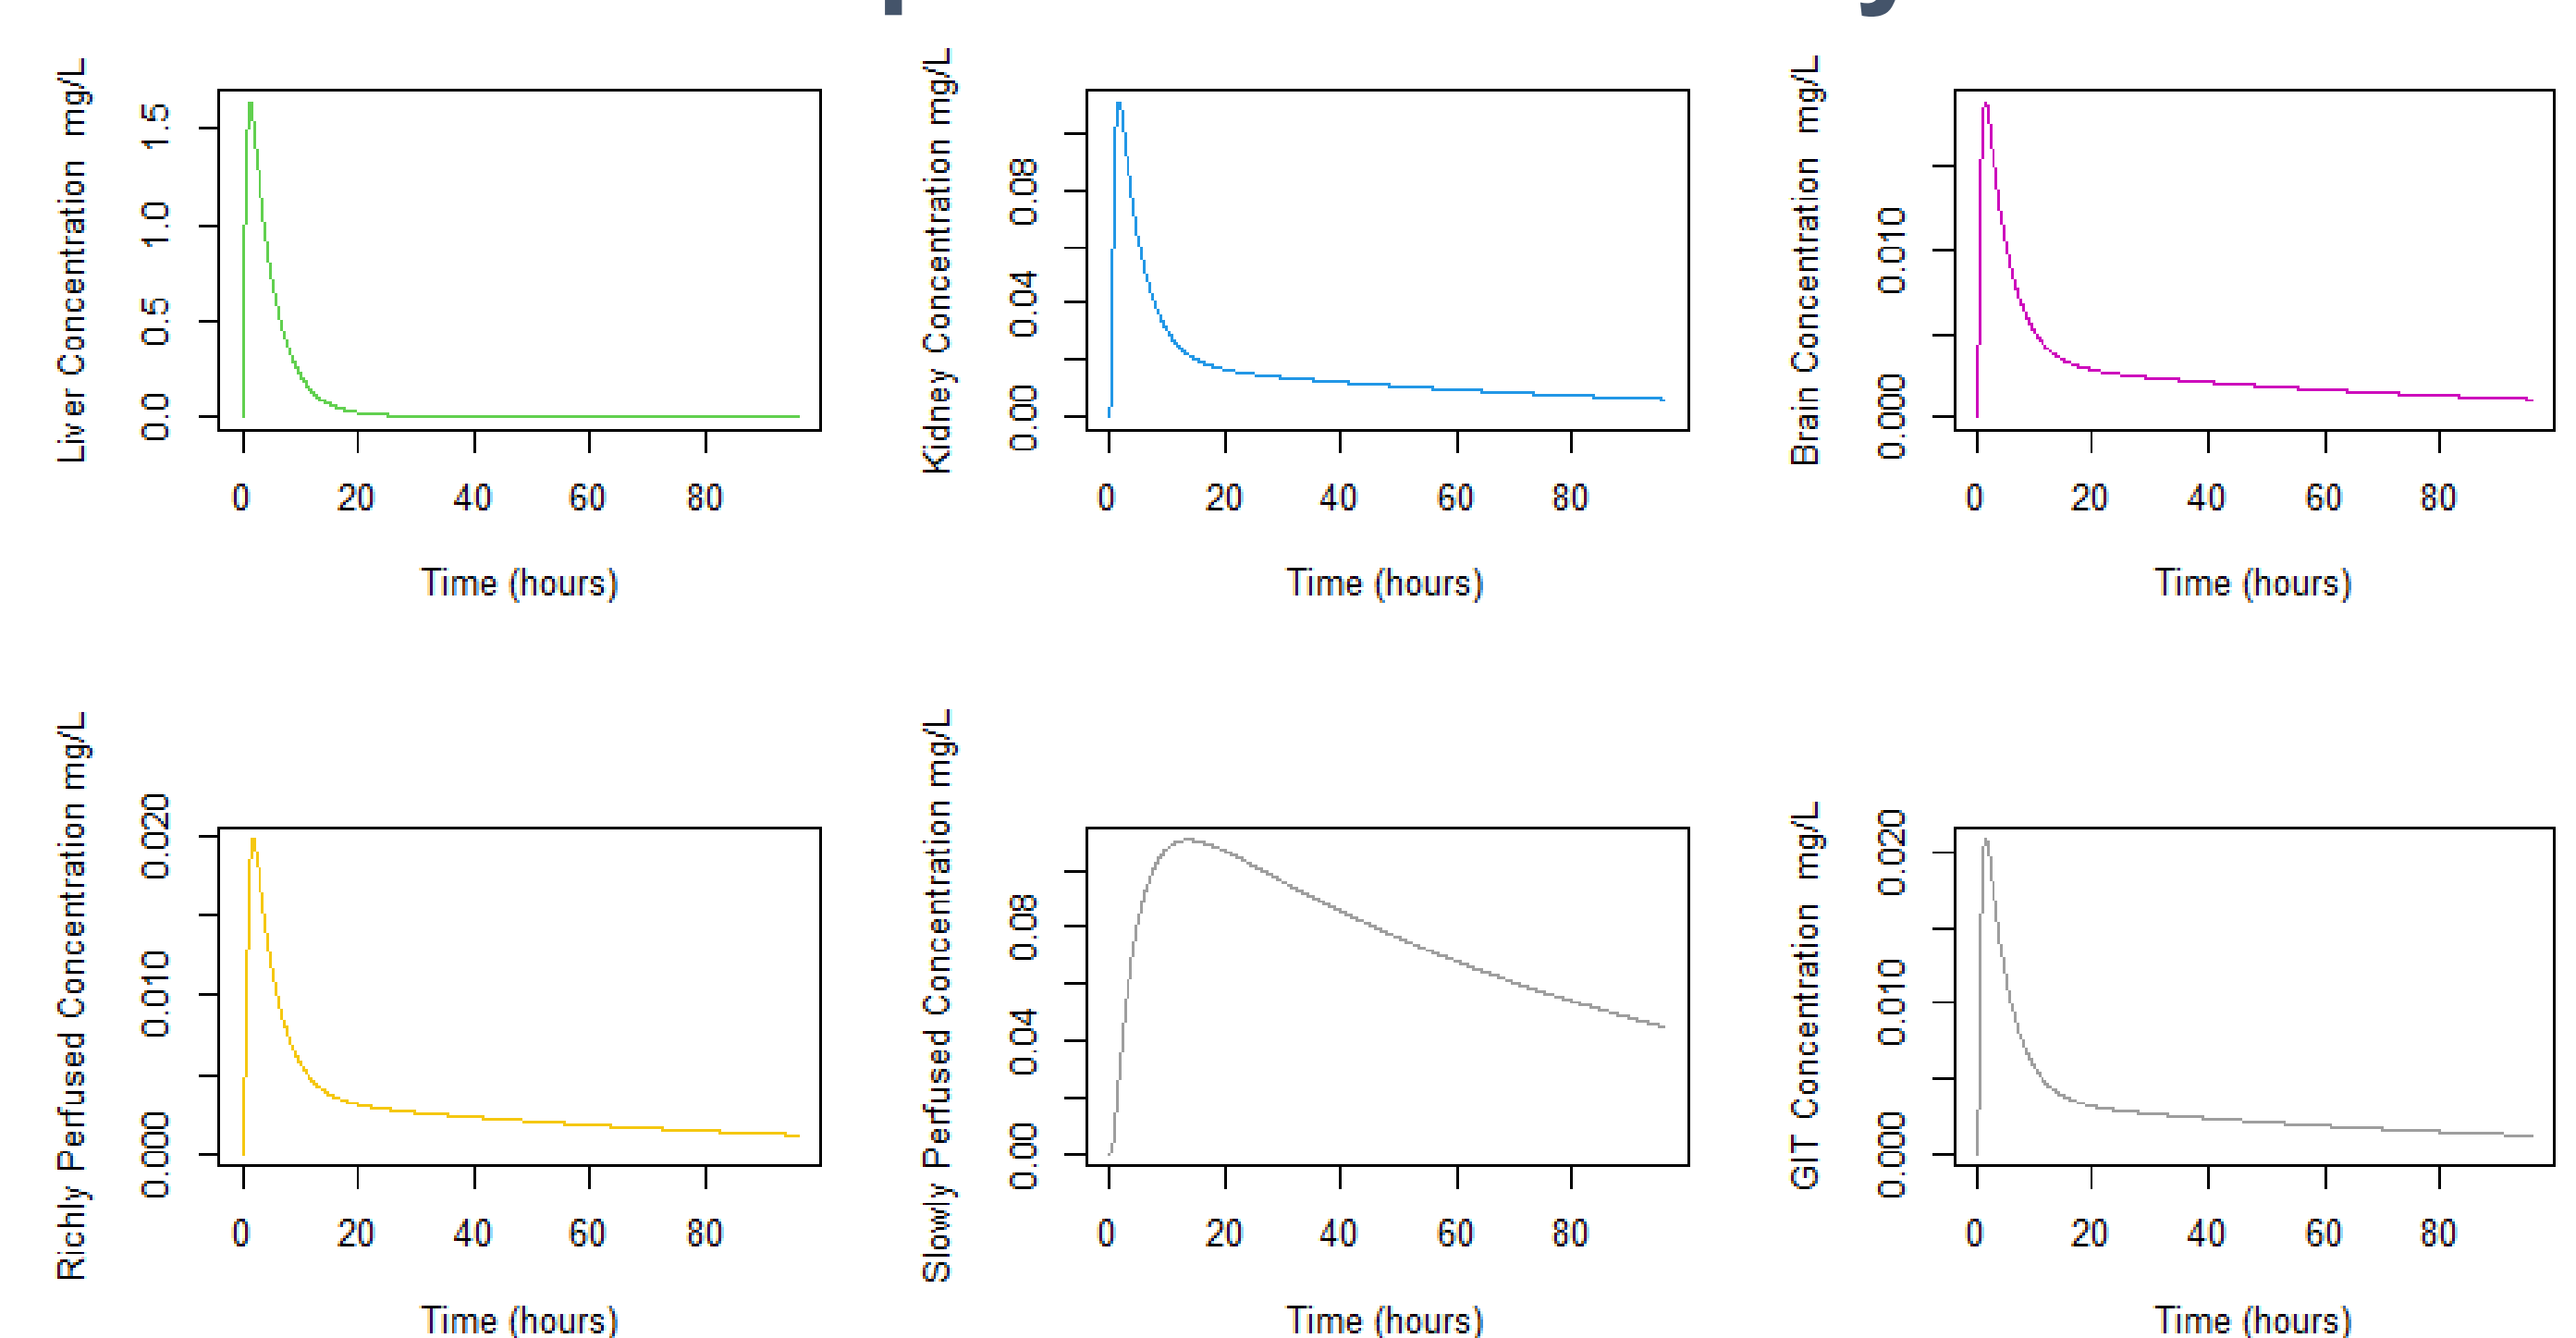 Liver Concentration mg/L
1.5
1.0
0.5
0.0
0 20 40 60 80
Time (hours)
Kidney Concentration mg/L
0.08
0.04
0.00
0 20 40 60 80
Time (hours)
Brain Concentration mg/L
0.010
0.000
0 20 40 60 80
Time (hours)
Richly Perfused Concentration mg/L
0.020
0.010
0.000
0 20 40 60 80
Time (hours)
Slowly Perfused Concentration mg/L
0.08
0.04
0.00
0 20 40 60 80
Time (hours)
GIT Concentration mg/L
0.020
0.010
0.000
0 20 40 60 80
Time (hours)